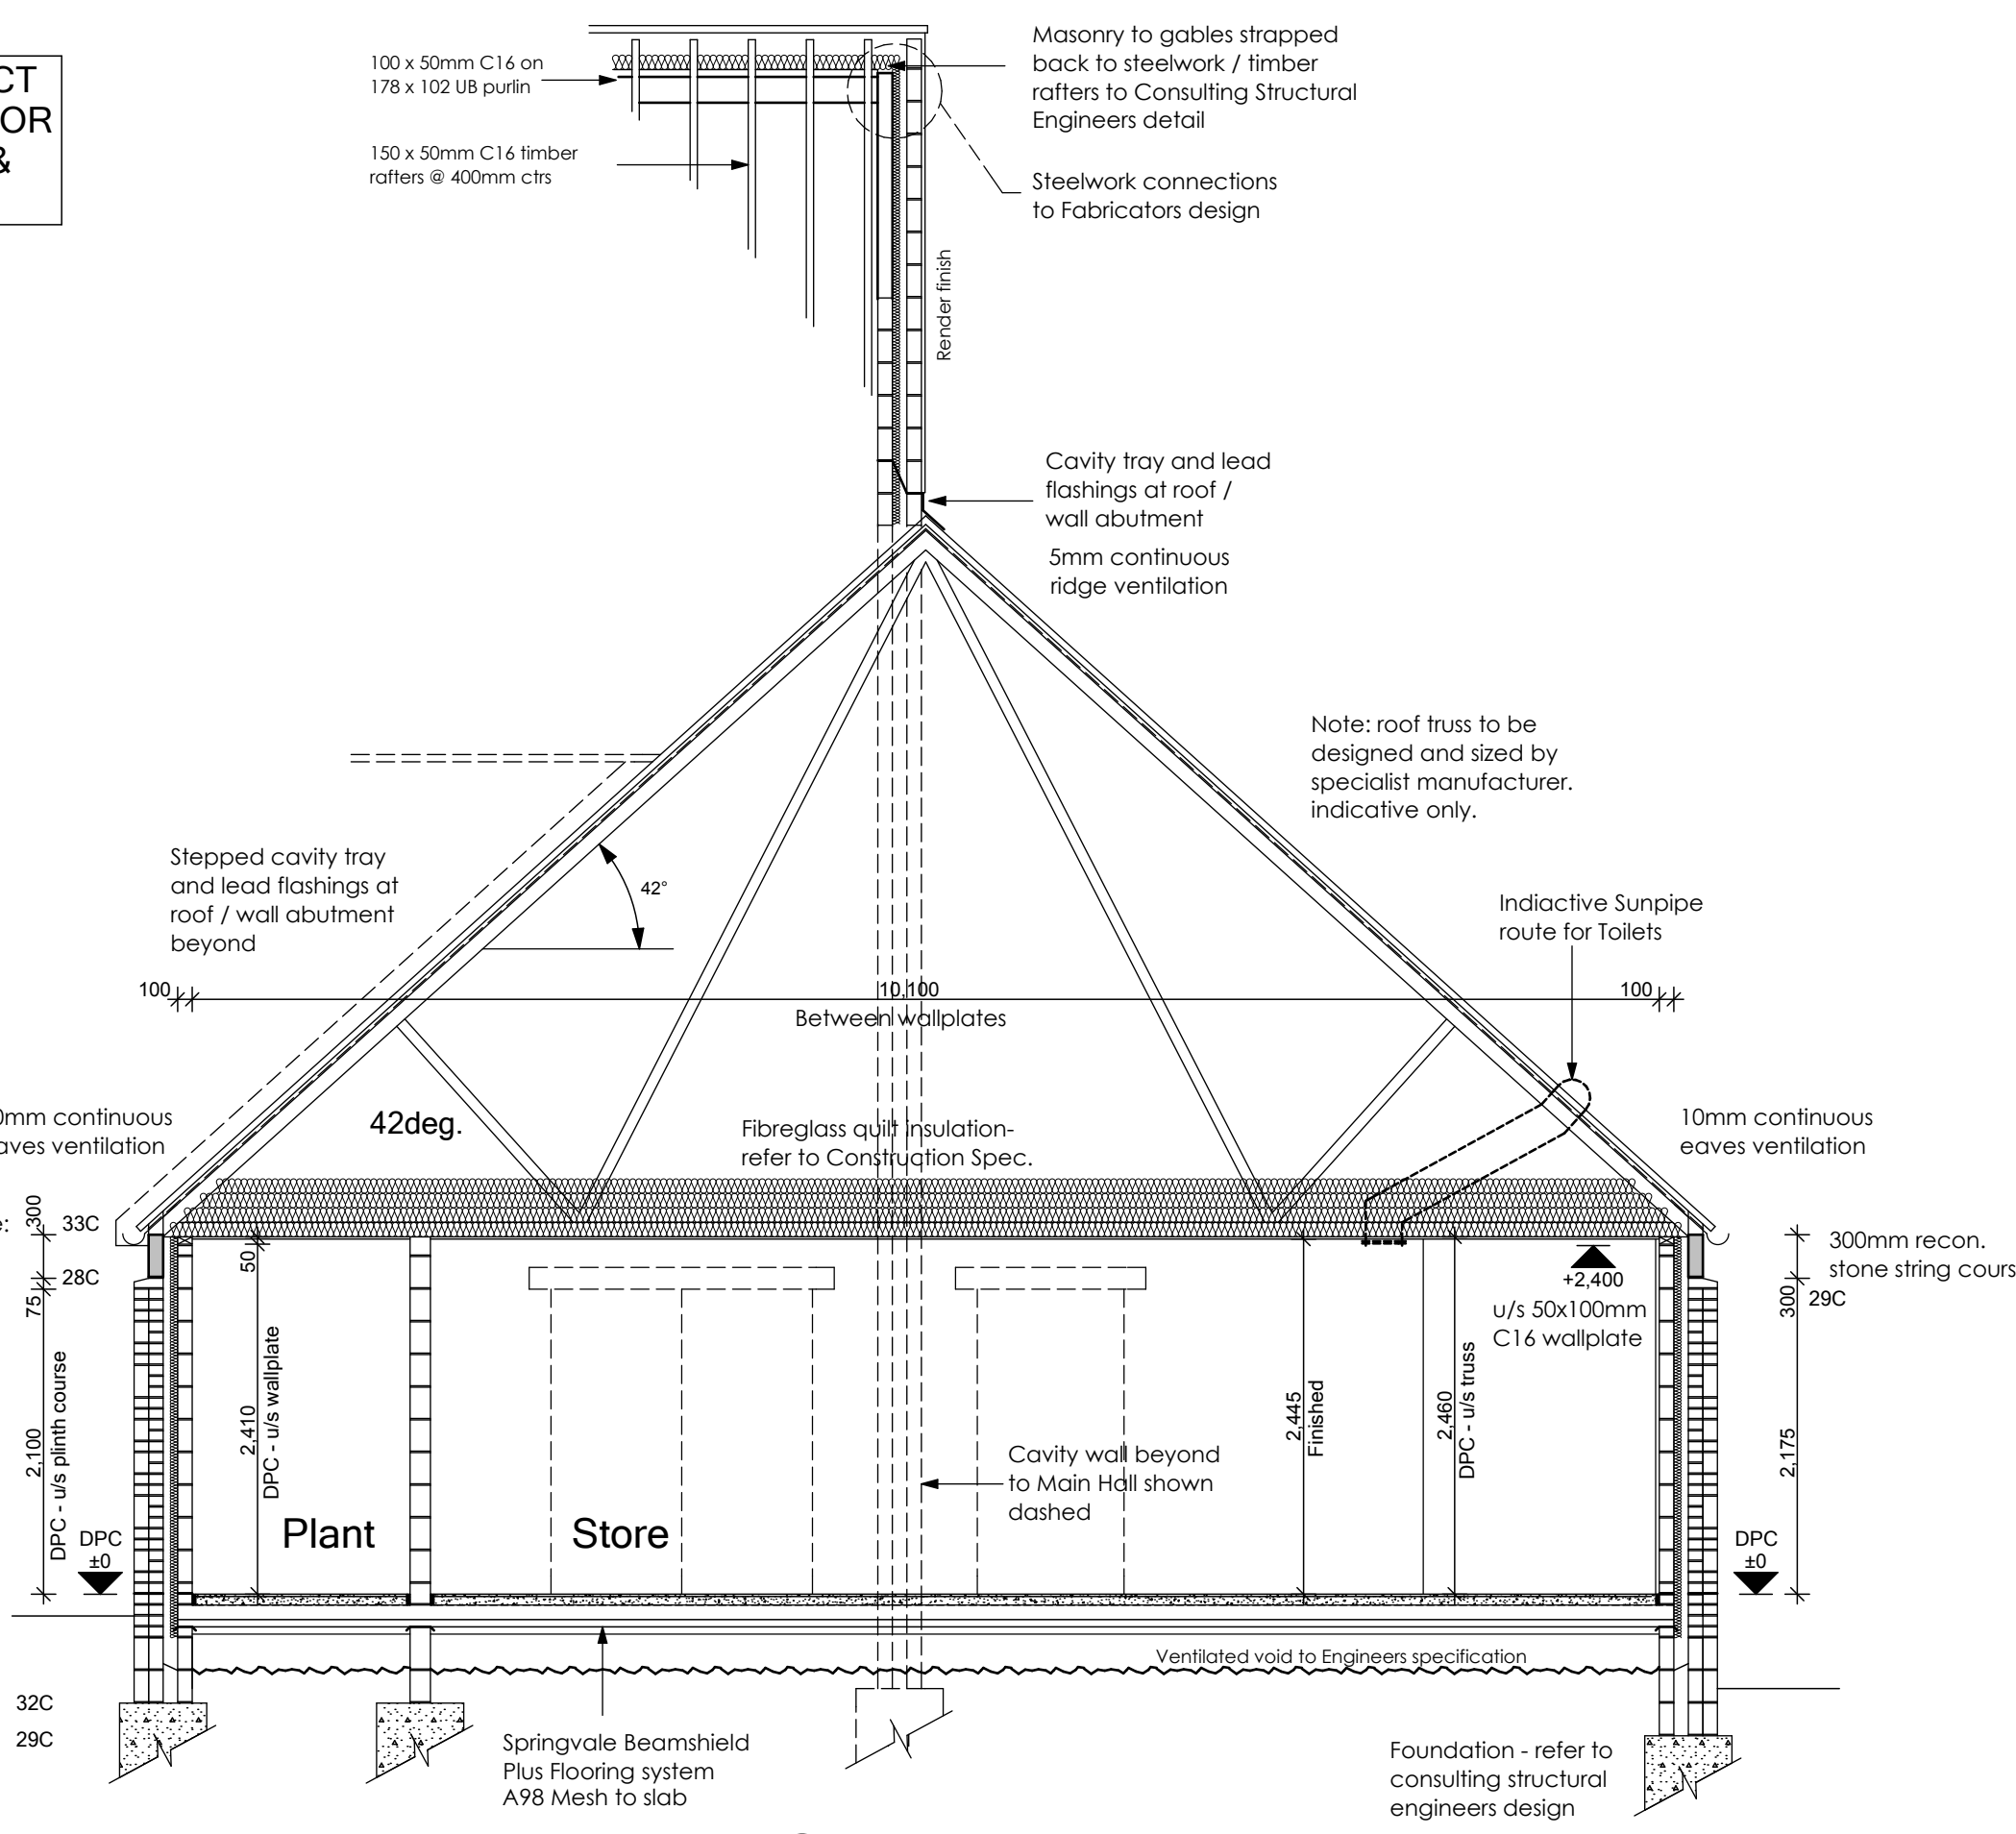 CT
OR
&
100 x 50mm C16 on
178 x 102 UB purlin
150 x 50mm C16 timber
rafters @ 400mm ctrs
Masonry to gables strapped
back to steelwork / timber
rafters to Consulting Structural
Engineers detail
Steelwork connections
to Fabricators design
Render finish
Cavity tray and lead
flashings at roof /
wall abutment
5mm continuous
ridge ventilation
Note: roof truss to be
designed and sized by
specialist manufacturer.
indicative only.
Stepped cavity tray
and lead flashings at
roof / wall abutment
beyond
42°
Indiactive Sunpipe
route for Toilets
100
10,100
100
Between wallplates
0mm continuous
aves ventilation
42deg.
Fibreglass quilt insulation-
refer to Construction Spec.
10mm continuous
eaves ventilation
e:
300
33C
28C
75
2,100
DPC - u/s plinth course
50
2,410
DPC - u/s wallplate
+2,400
u/s 50x100mm
C16 wallplate
300mm recon.
stone string cours
300
29C
2,175
2,445
Finished
2,460
DPC - u/s truss
Cavity wall beyond
to Main Hall shown
dashed
Plant
Store
DPC
±0
DPC
±0
Ventilated void to Engineers specification
32C
29C
Springvale Beamshield
Plus Flooring system
A98 Mesh to slab
Foundation - refer to
consulting structural
engineers design